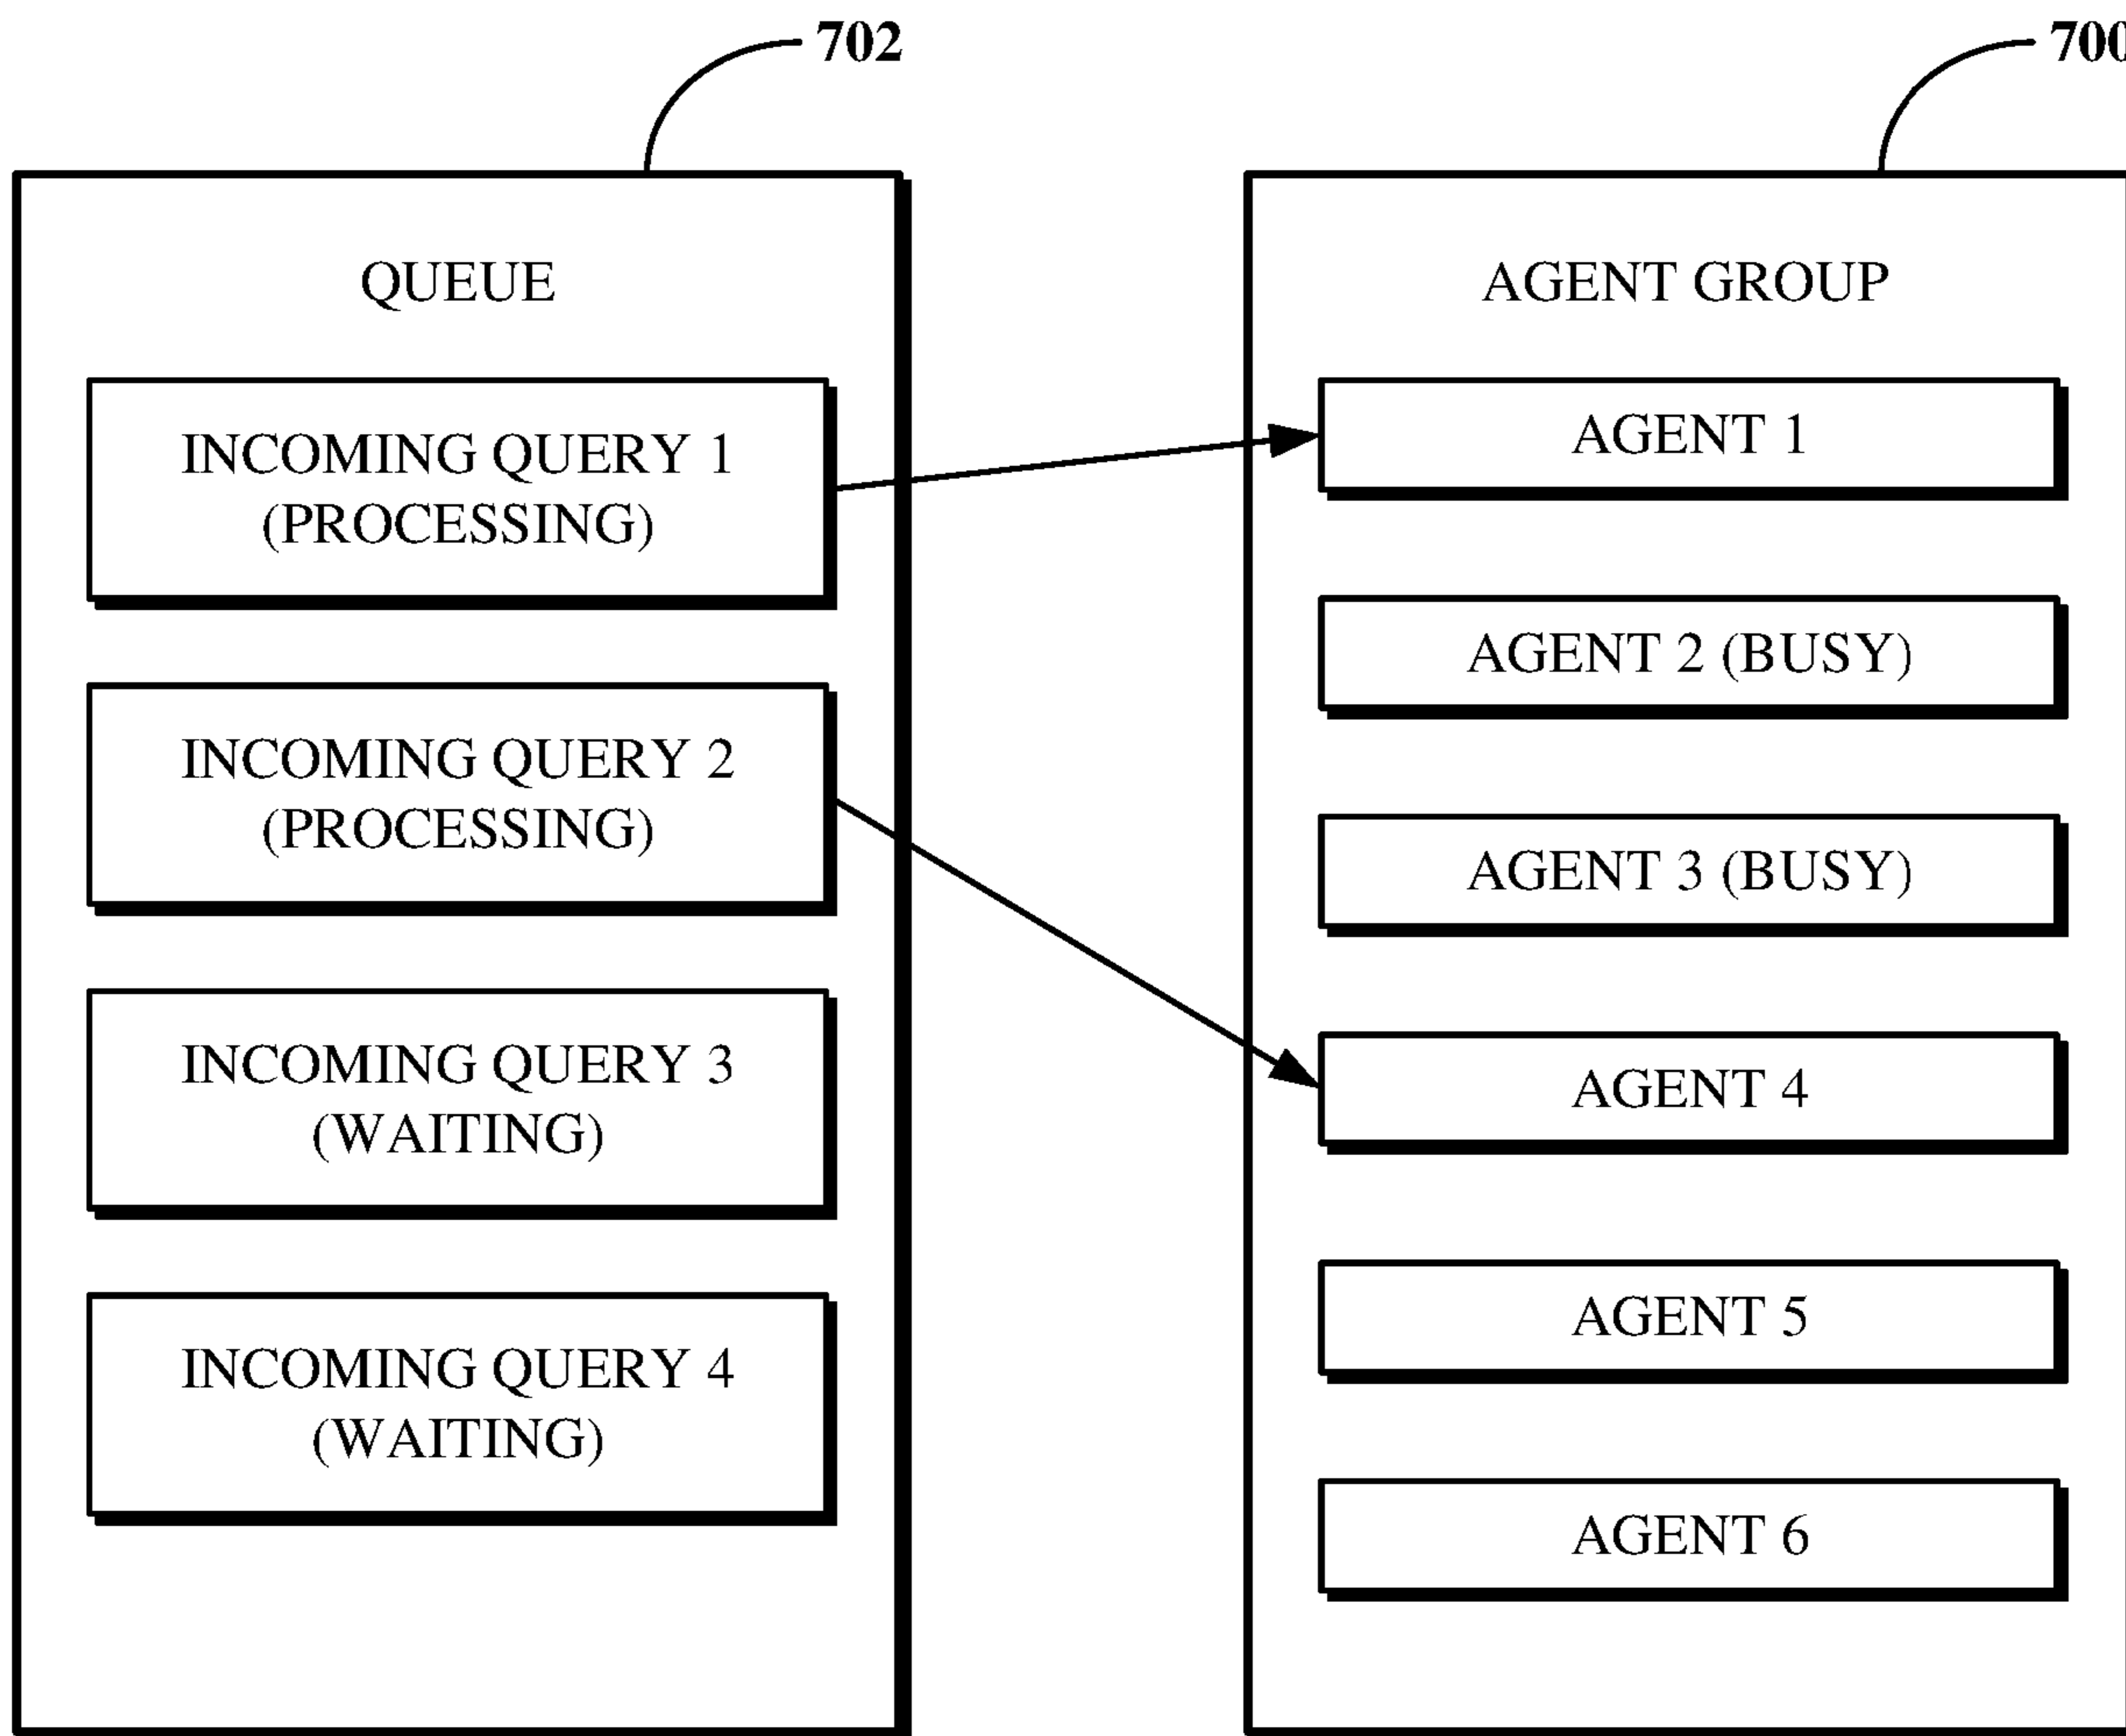 702
700
QUEUE
INCOMING QUERY 1
(PROCESSING)
INCOMING QUERY 2
(PROCESSING)
INCOMING QUERY 3
(WAITING)
INCOMING QUERY 4
(WAITING)
AGENT GROUP
AGENT 1
AGENT 2 (BUSY)
AGENT 3 (BUSY)
AGENT 4
AGENT 5
AGENT 6